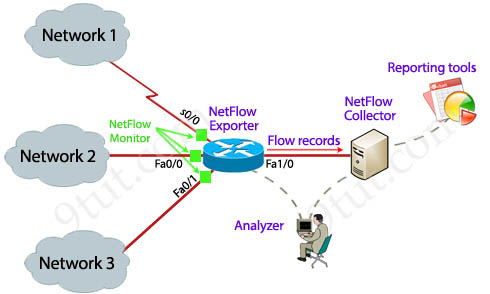 Network 1
Reporting tools
s0/0
NetFlow
Exporter
NetFlow
Collector
NetFlow
Monitor
Flow records
Network 2
Fa0/0
Fa1/0
Fa0/1
Analyzer
Network 3
9tut.com
9tut.com